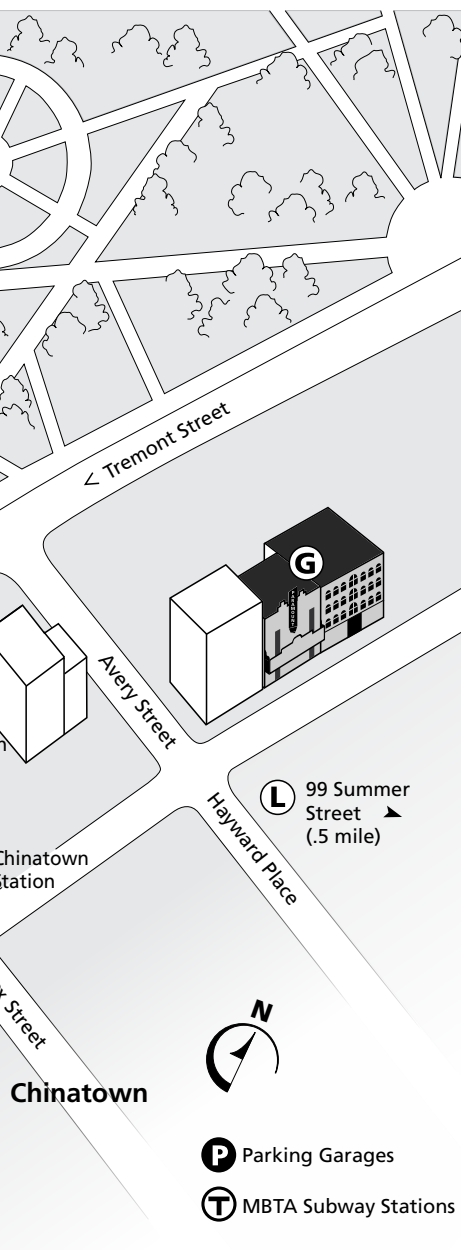 < Tremont Street
G
Avery Street
L
99 Summer
Street
(.5 mile)
Hayward Place
Chinatown
Station
x Street
N
Chinatown
P Parking Garages
T MBTA Subway Stations